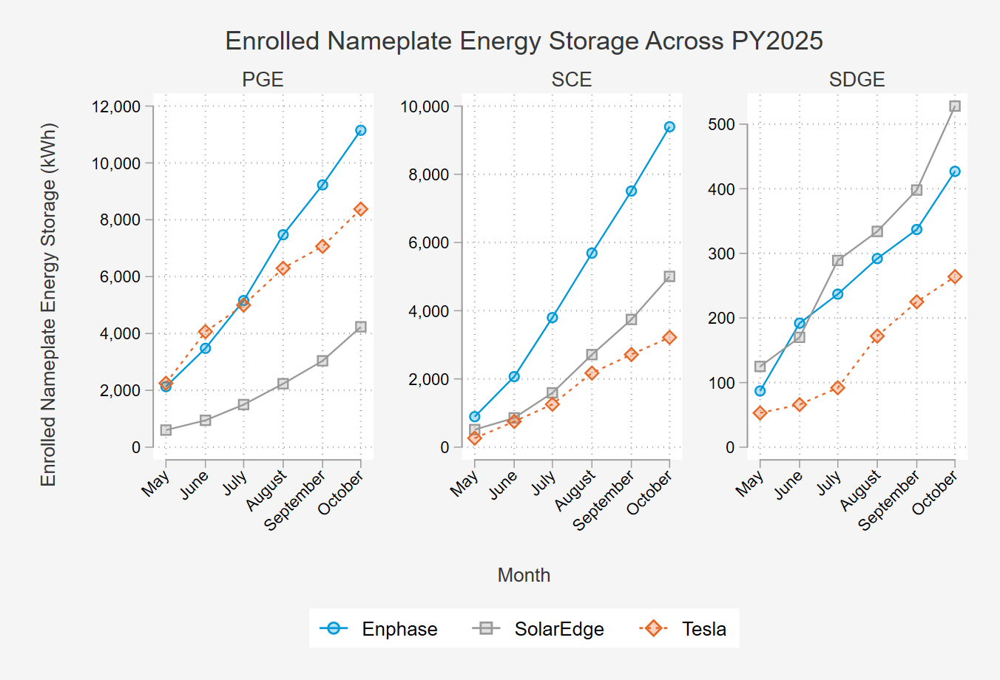 Enrolled Nameplate Energy Storage Across PY2025
PGE
SCE
SDGE
Enrolled Nameplate Energy Storage (kWh)
12,000
10,000
8,000
6,000
4,000
2,000
0
10,000
8,000
6,000
4,000
2,000
0
500
400
300
200
100
0
May
June
July
August
September
October
May
June
July
August
September
October
May
June
July
August
September
October
Month
Enphase
SolarEdge
Tesla